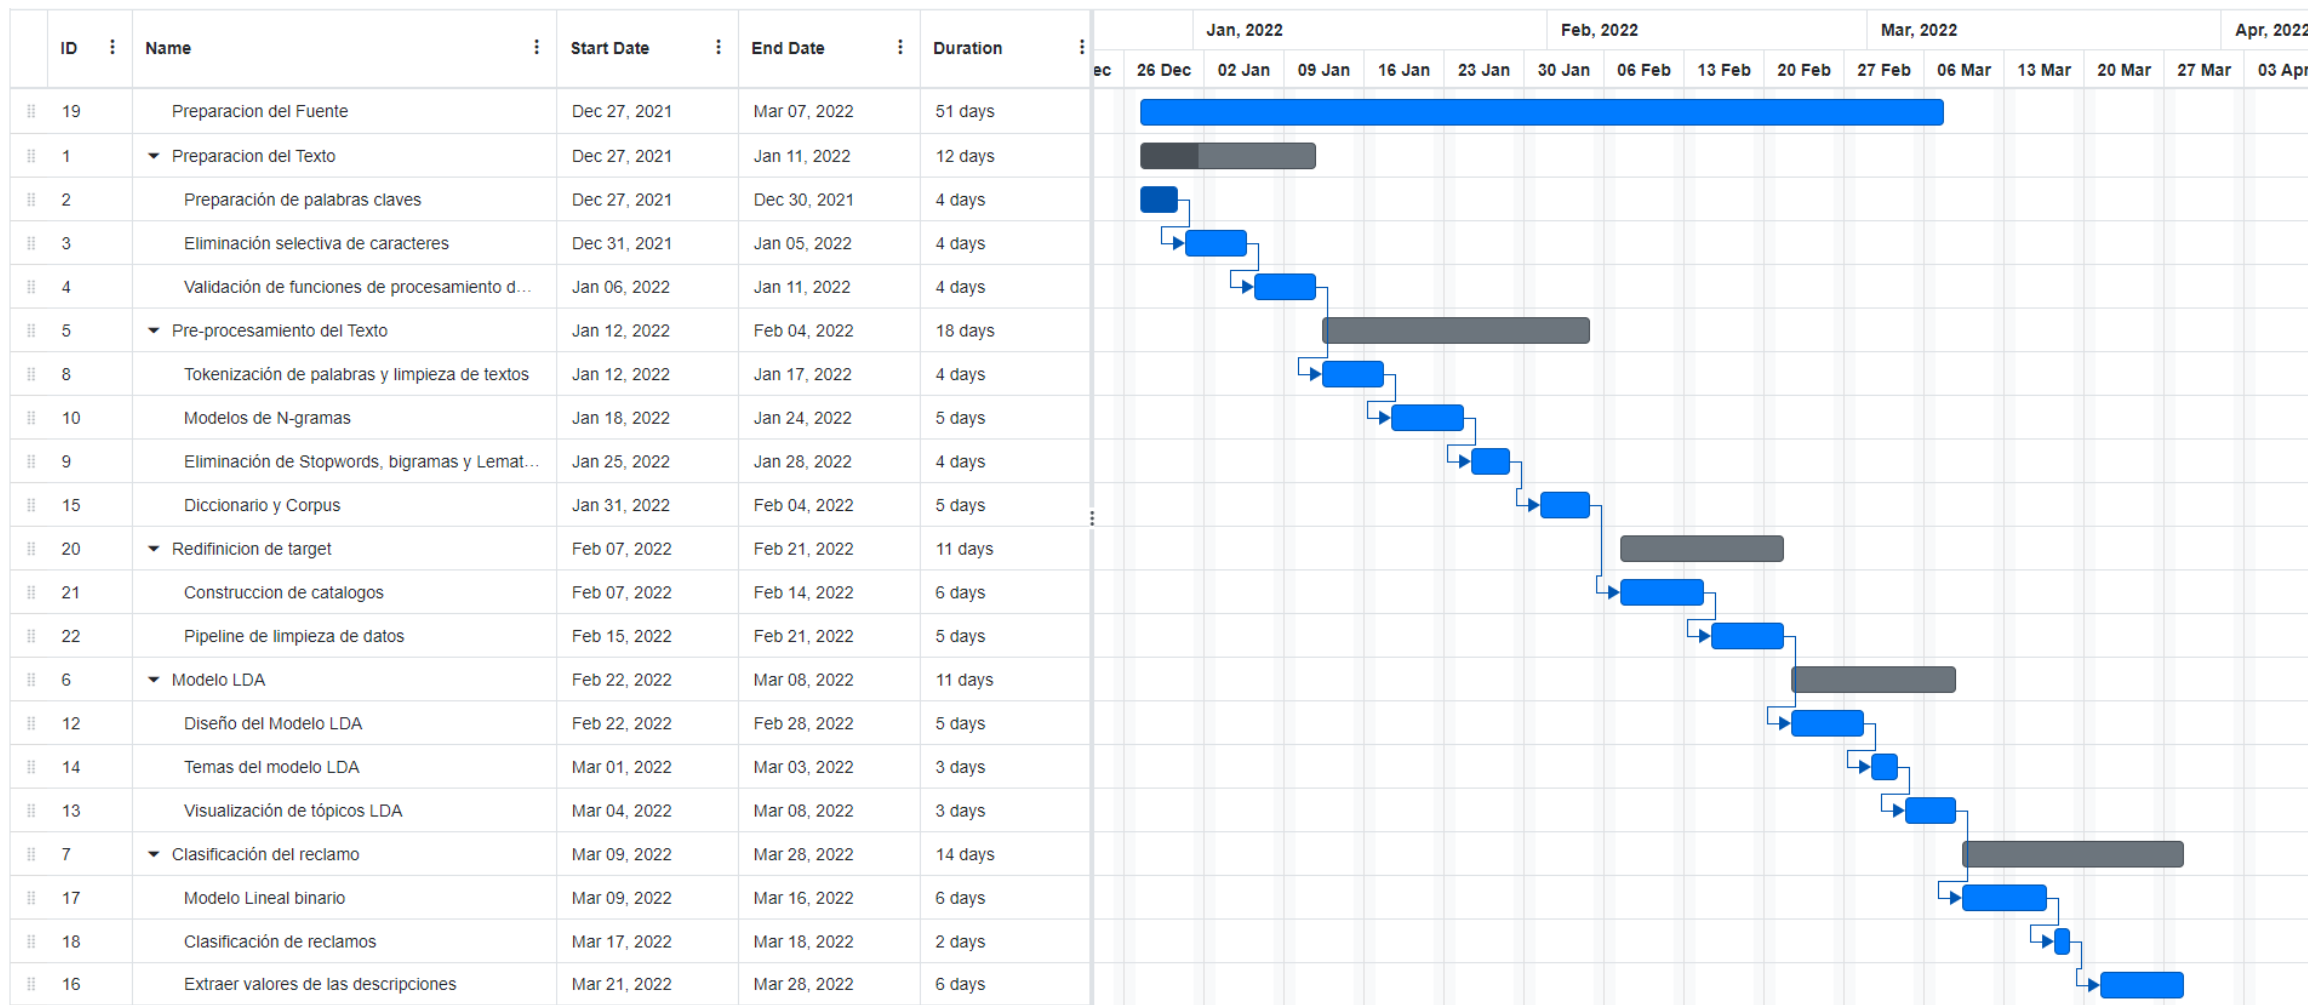 ID Name Start Date End Date Duration Jan, 2022 Feb, 2022 Mar, 2022 Apr, 2022
ec 26 Dec 02 Jan 09 Jan 16 Jan 23 Jan 30 Jan 06 Feb 13 Feb 20 Feb 27 Feb 06 Mar 13 Mar 20 Mar 27 Mar 03 Apr
19 Preparacion del Fuente Dec 27, 2021 Mar 07, 2022 51 days
1 Preparacion del Texto Dec 27, 2021 Jan 11, 2022 12 days
2 Preparación de palabras claves Dec 27, 2021 Dec 30, 2021 4 days
3 Eliminación selectiva de caracteres Dec 31, 2021 Jan 05, 2022 4 days
4 Validación de funciones de procesamiento d... Jan 06, 2022 Jan 11, 2022 4 days
5 Pre-procesamiento del Texto Jan 12, 2022 Feb 04, 2022 18 days
8 Tokenización de palabras y limpieza de textos Jan 12, 2022 Jan 17, 2022 4 days
10 Modelos de N-gramas Jan 18, 2022 Jan 24, 2022 5 days
9 Eliminación de Stopwords, bigramas y Lemat... Jan 25, 2022 Jan 28, 2022 4 days
15 Diccionario y Corpus Jan 31, 2022 Feb 04, 2022 5 days
20 Redifinicion de target Feb 07, 2022 Feb 21, 2022 11 days
21 Construccion de catalogos Feb 07, 2022 Feb 14, 2022 6 days
22 Pipeline de limpieza de datos Feb 15, 2022 Feb 21, 2022 5 days
6 Modelo LDA Feb 22, 2022 Mar 08, 2022 11 days
12 Diseño del Modelo LDA Feb 22, 2022 Feb 28, 2022 5 days
14 Temas del modelo LDA Mar 01, 2022 Mar 03, 2022 3 days
13 Visualización de tópicos LDA Mar 04, 2022 Mar 08, 2022 3 days
7 Clasificación del reclamo Mar 09, 2022 Mar 28, 2022 14 days
17 Modelo Lineal binario Mar 09, 2022 Mar 16, 2022 6 days
18 Clasificación de reclamos Mar 17, 2022 Mar 18, 2022 2 days
16 Extraer valores de las descripciones Mar 21, 2022 Mar 28, 2022 6 days